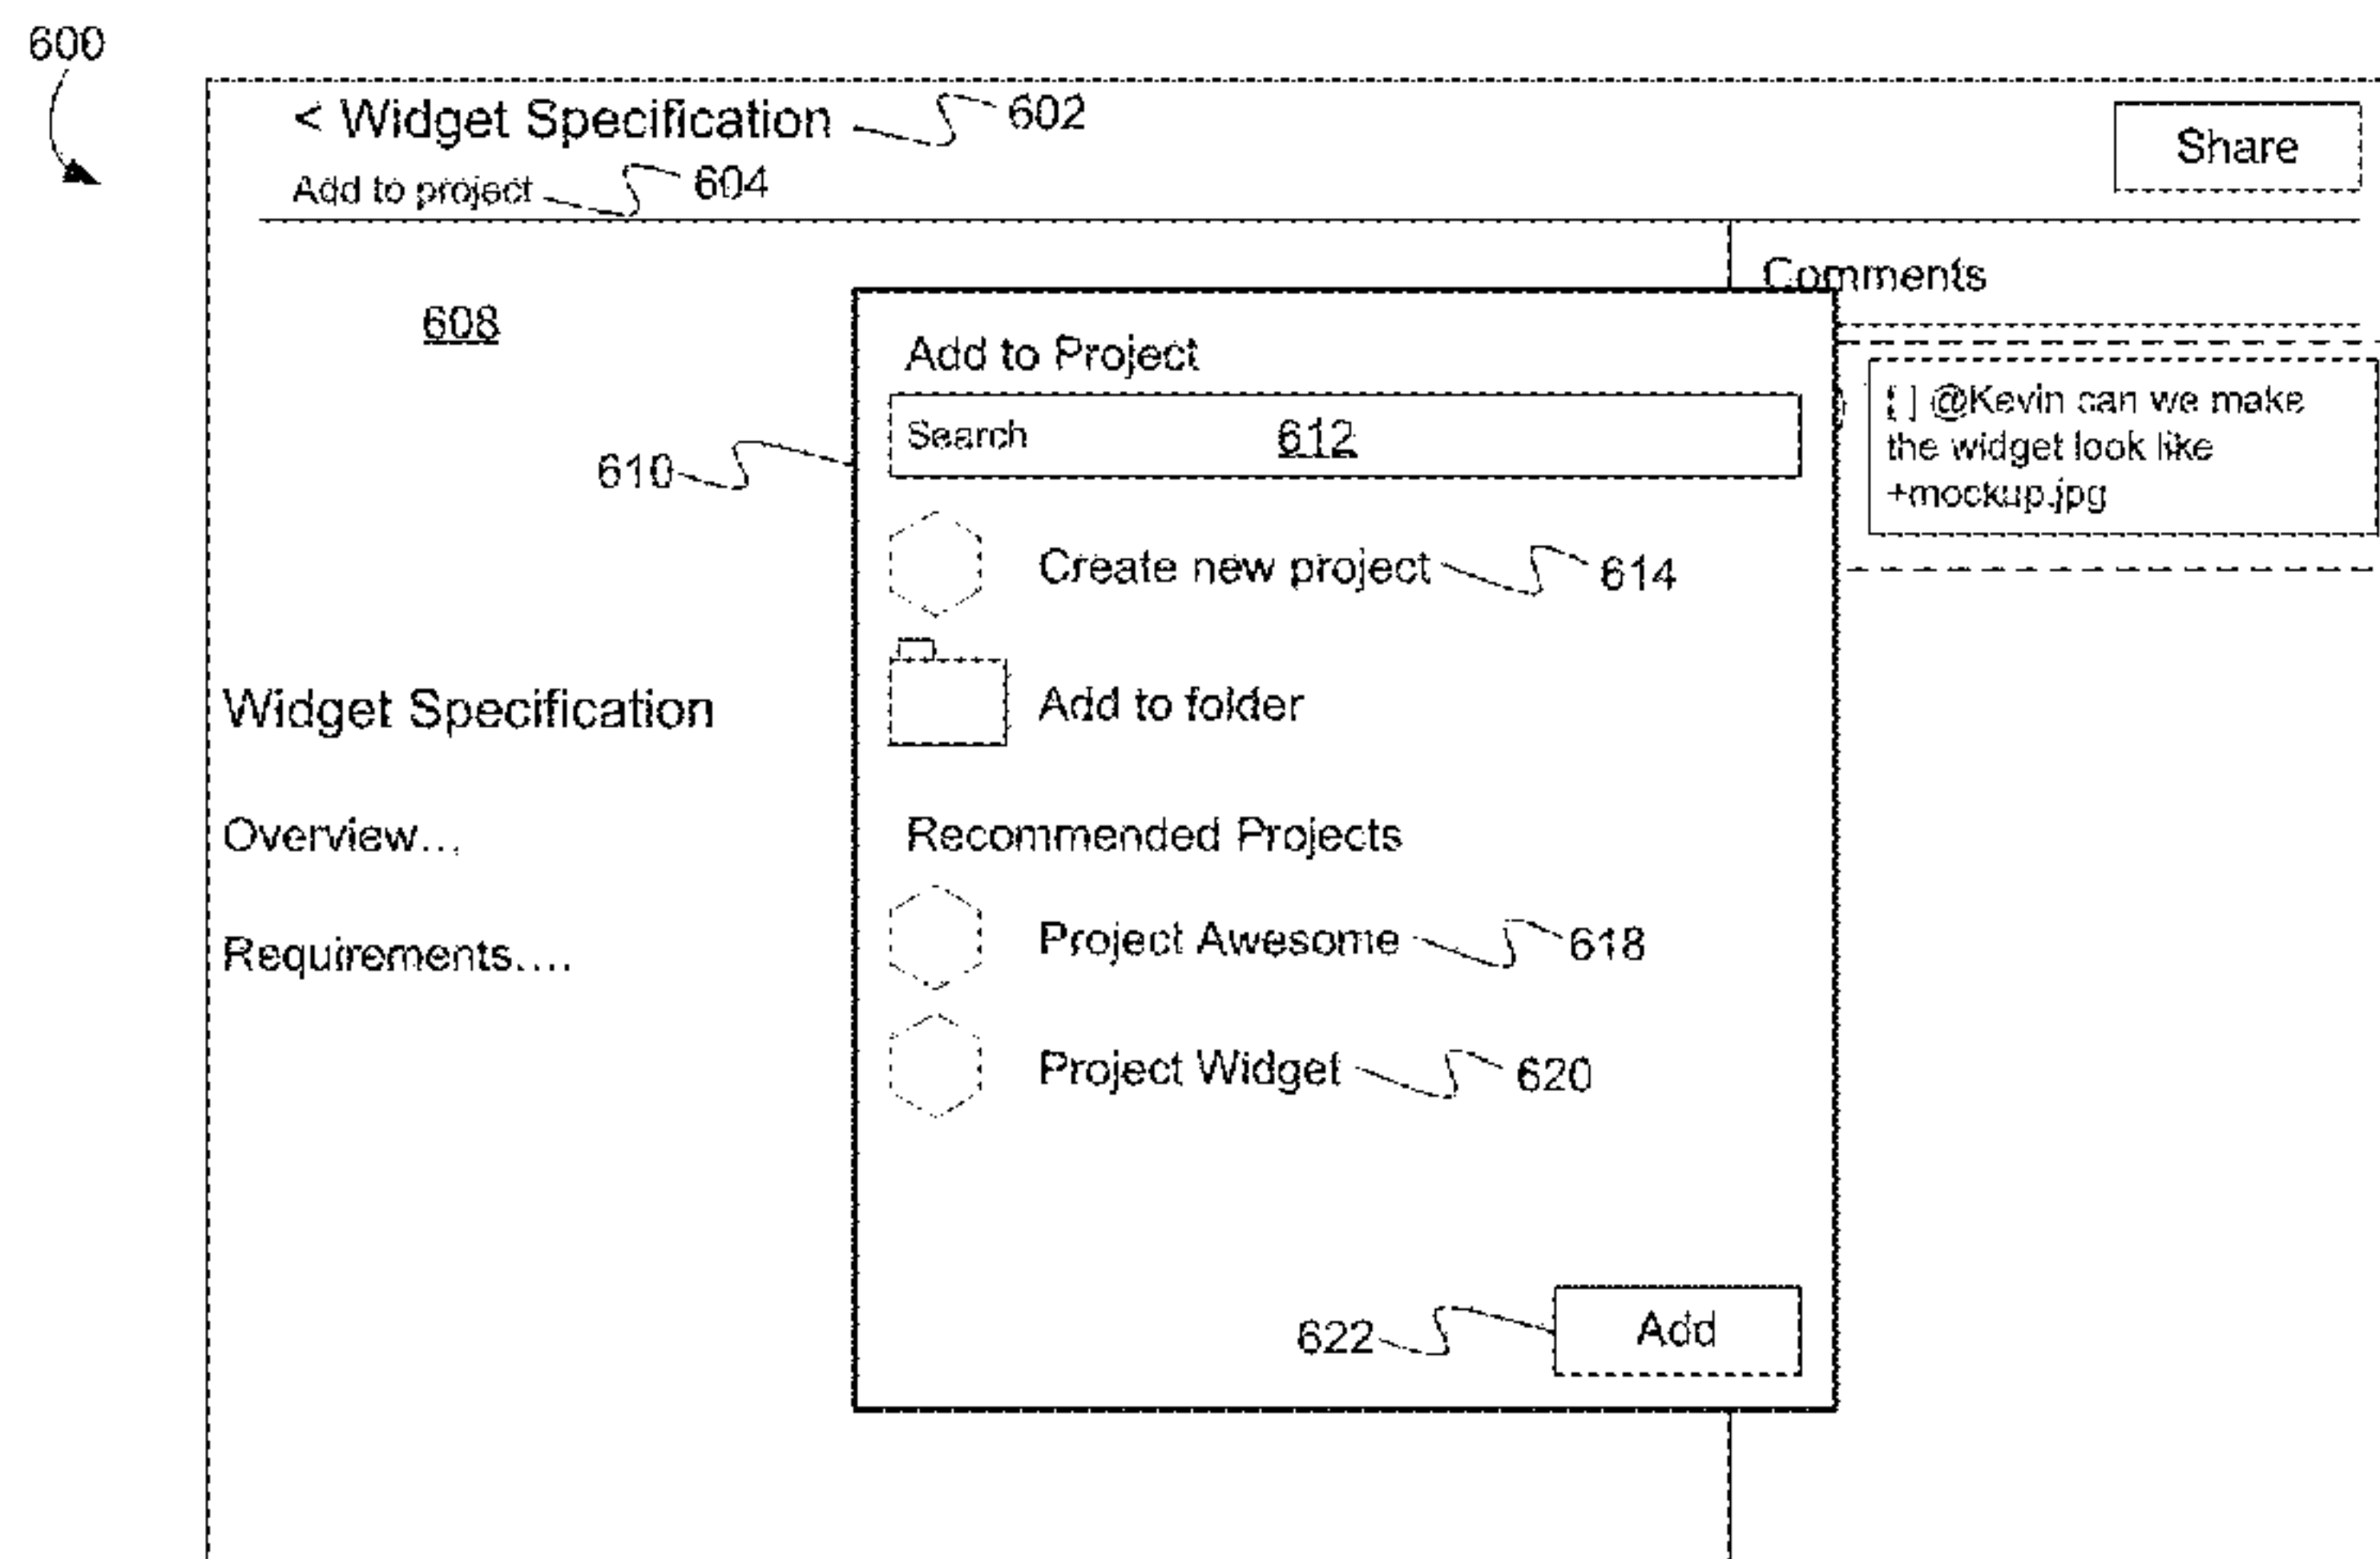 600
< Widget Specification 602
Share
Add to project 604
Comments
608
Add to Project
Search 612
610
[ ] @Kevin can we make
the widget look like
+mockup.jpg
Create new project 614
Add to folder
Widget Specification
Overview...
Requirements....
Recommended Projects
Project Awesome 618
Project Widget 620
622
Add